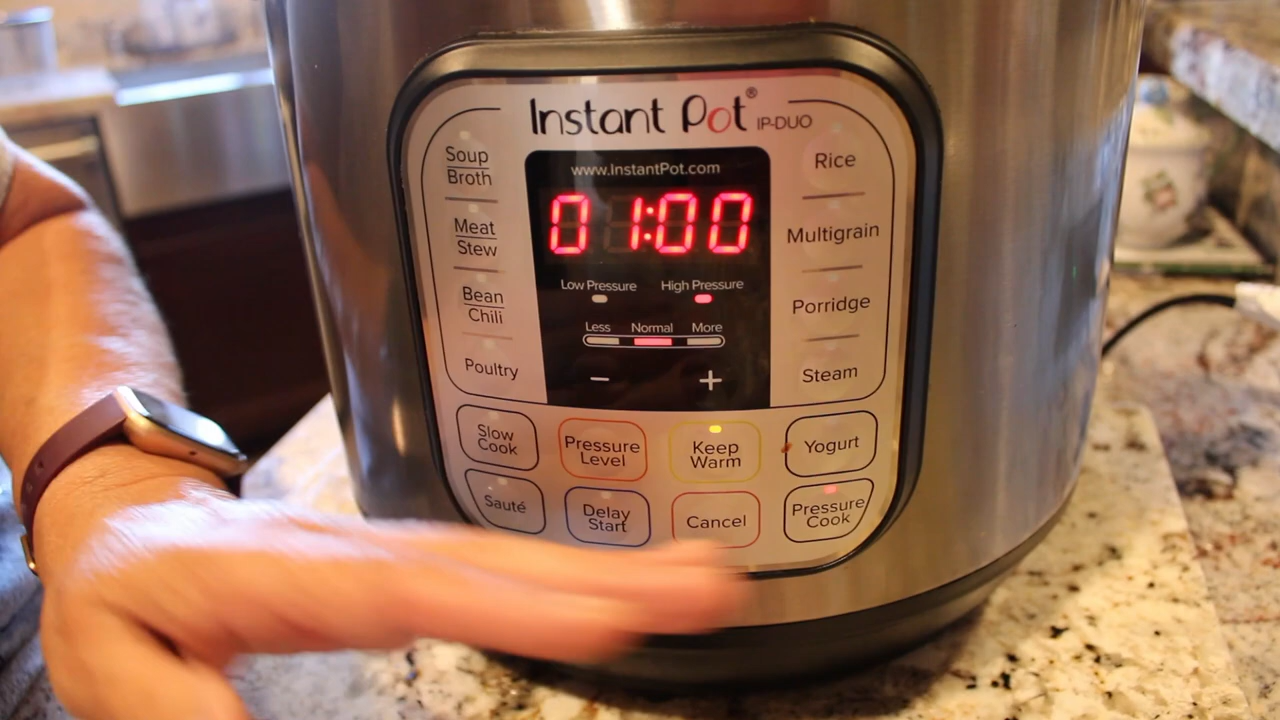 Instant Pot® IP-DUO
Soup
Broth
Meat
Stew
Bean
Chili
Poultry
www.InstantPot.com
01:00
Low Pressure High Pressure
Less Normal More
− +
Rice
Multigrain
Porridge
Steam
Slow
Cook
Pressure
Level
Keep
Warm
Yogurt
Sauté
Delay
Start
Cancel
Pressure
Cook